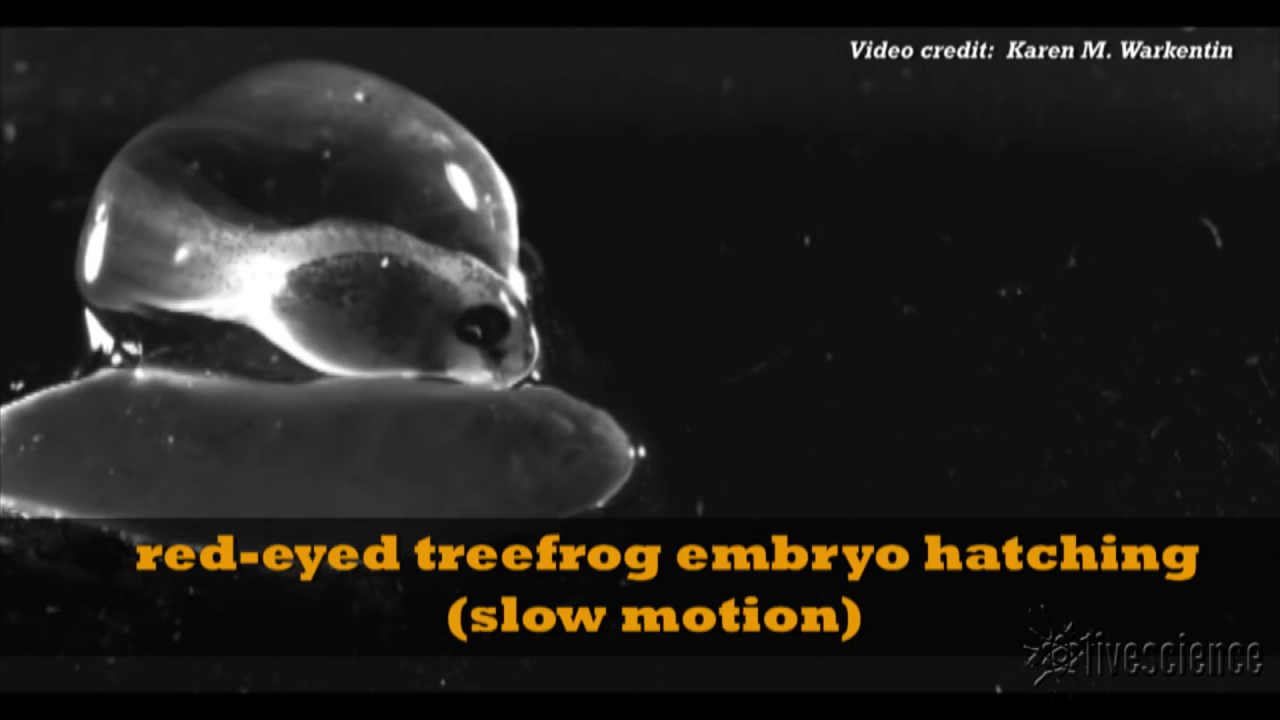 Video credit: Karen M. Warkentin
red-eyed treefrog embryo hatching
(slow motion)
livescience